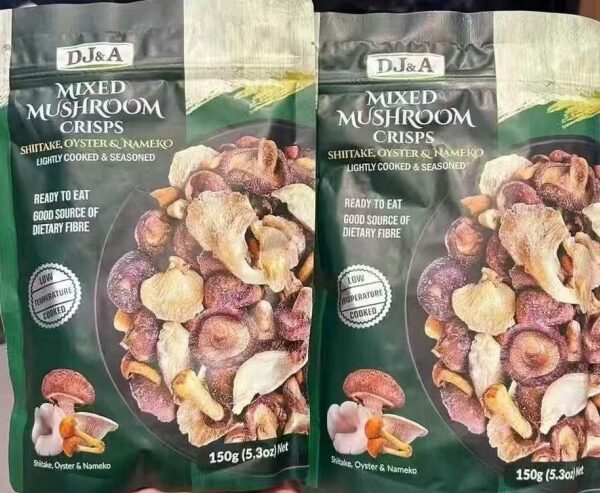 DJ&A
MIXED
MUSHROOM
CRISPS
SHIITAKE, OYSTER & NAMEKO
LIGHTLY COOKED & SEASONED
READY TO EAT
GOOD SOURCE OF
DIETARY FIBRE
LOW
TEMPERATURE
COOKED
Shiitake, Oyster & Nameko
150g (5.3oz) Net
DJ&A
MIXED
MUSHROOM
CRISPS
SHIITAKE, OYSTER & NAMEKO
LIGHTLY COOKED & SEASONED
READY TO EAT
GOOD SOURCE OF
DIETARY FIBRE
LOW
TEMPERATURE
COOKED
Shiitake, Oyster & Nameko
150g (5.3oz) Net